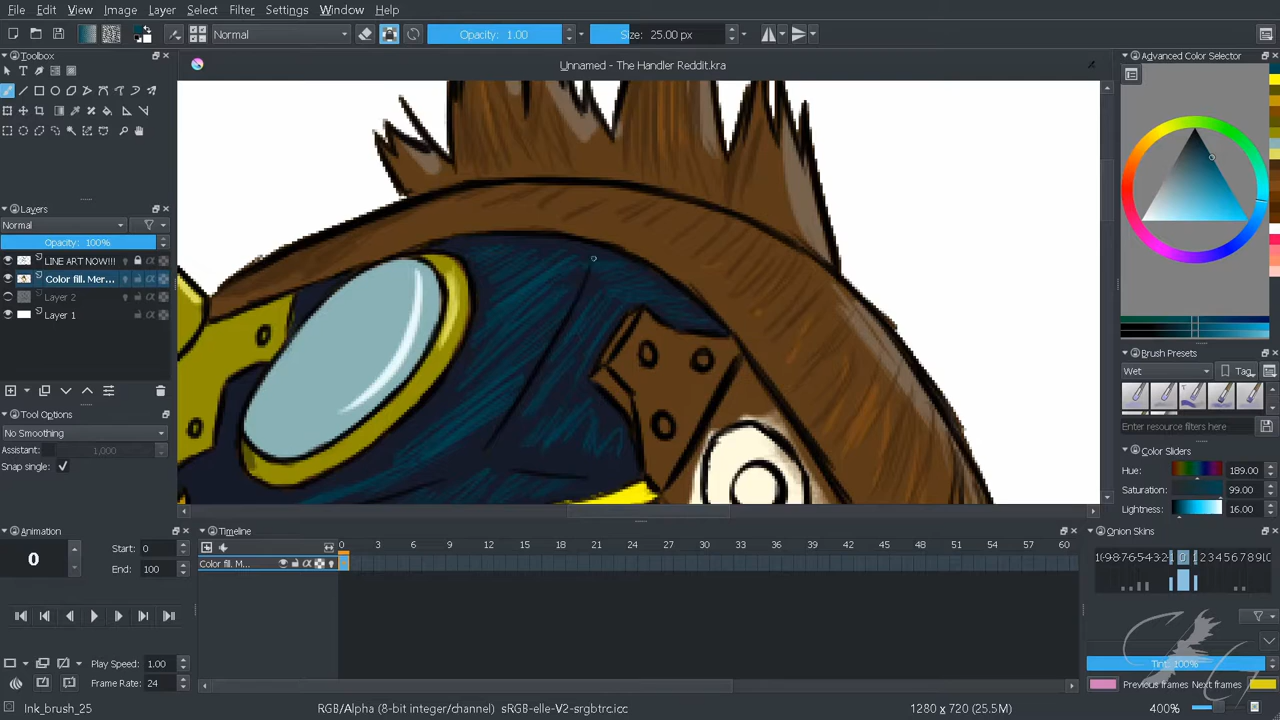 File Edit View Image Layer Select Filter Settings Window Help
Normal Opacity: 1.00 Size: 25.00 px
Toolbox
Unnamed - The Handler Reddit.kra
Advanced Color Selector
Layers
Normal
Opacity: 100%
LINE ART NOW!!!
Color fill. Mer...
Layer 2
Layer 1
Tool Options
No Smoothing
Assistant: 1,000
Snap single:
Brush Presets
Wet Tag
Enter resource filters here
Color Sliders
Hue: 189.00
Saturation: 99.00
Lightness: 16.00
Animation
0
Start: 0
End: 100
Play Speed: 1.00
Frame Rate: 24
Timeline
0 3 6 9 12 15 18 21 24 27 30 33 36 39 42 45 48 51 54 57 60
Color fill. M...
Onion Skins
Tint: 100%
Previous frames Next frames
Ink_brush_25
RGB/Alpha (8-bit integer/channel) sRGB-elle-V2-srgbtrc.icc
1280 x 720 (25.5M)
400%